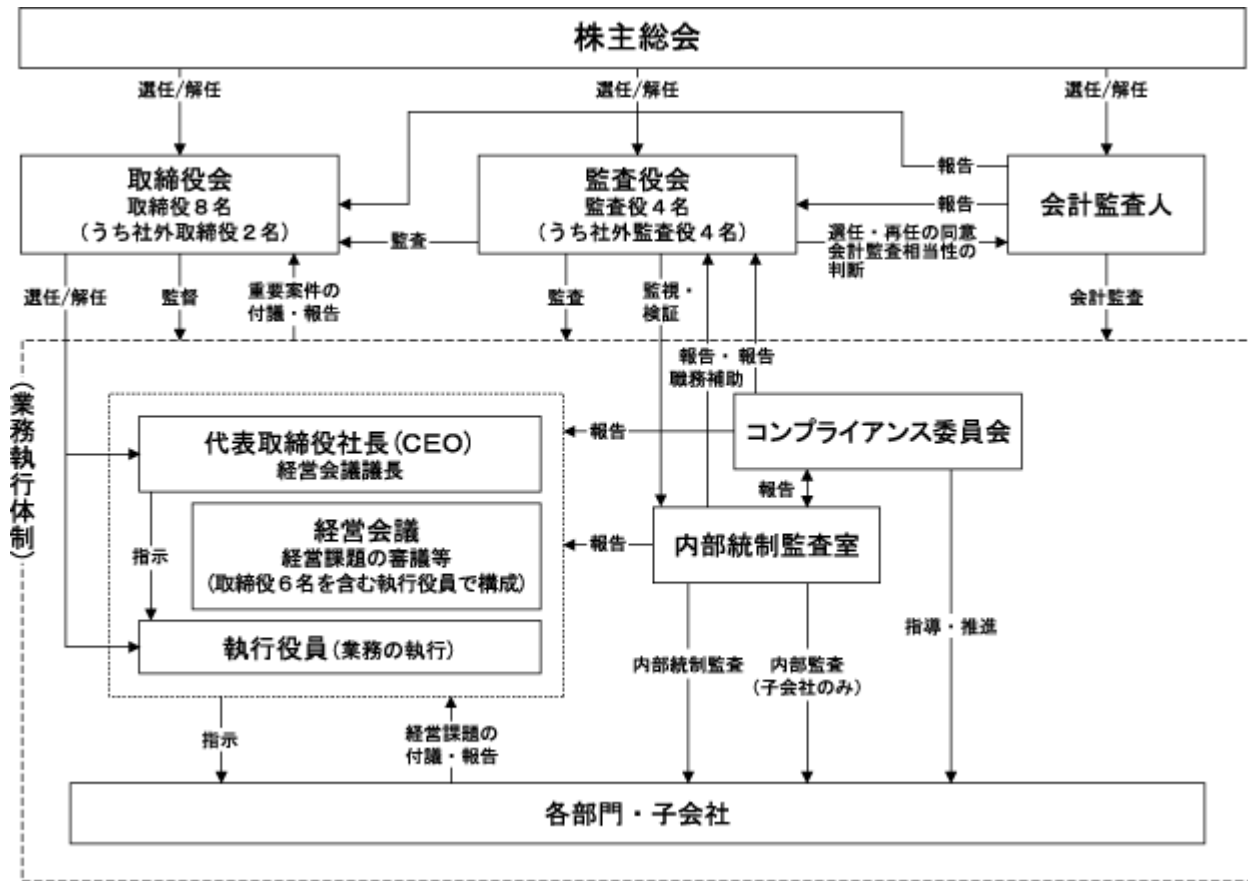 株主総会
選任/解任
選任/解任
選任/解任
取締役会
取締役8名
(うち社外取締役2名)
監査役会
監査役4名
(うち社外監査役4名)
会計監査人
報告
報告
監査
選任・再任の同意
会計監査相当性の
判断
選任/解任
監督
重要案件の
付議・報告
監査
監視・
検証
会計監査
報告・
職務補助
報告
(業務執行体制)
代表取締役社長(CEO)
経営会議議長
報告
コンプライアンス委員会
報告
経営会議
経営課題の審議等
(取締役6名を含む執行役員で構成)
指示
報告
内部統制監査室
執行役員(業務の執行)
指導・推進
内部統制監査
内部監査
(子会社のみ)
指示
経営課題の
付議・報告
各部門・子会社